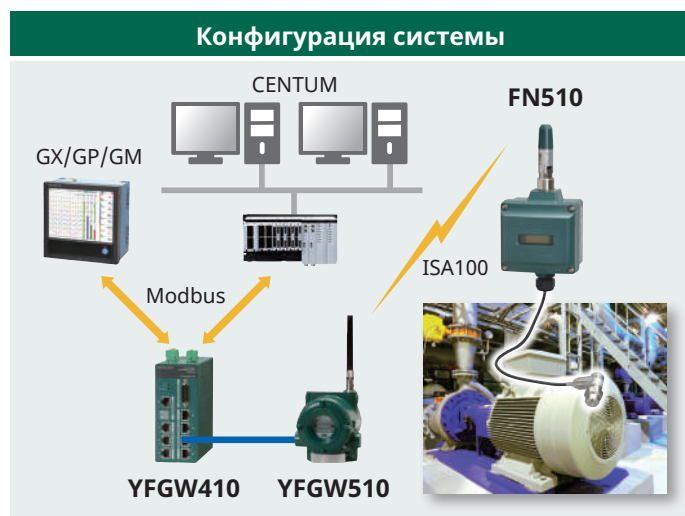 Конфигурация системы
CENTUM
FN510
GX/GP/GM
ISA100
Modbus
YFGW410
YFGW510